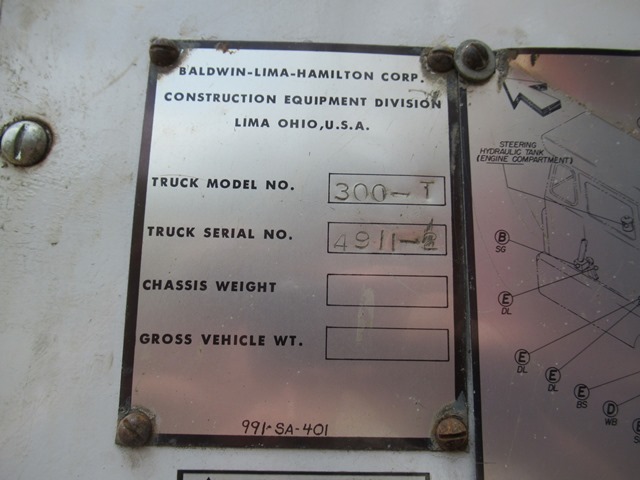 BALDWIN-LIMA-HAMILTON CORP.
CONSTRUCTION EQUIPMENT DIVISION
LIMA OHIO, U.S.A.
TRUCK MODEL NO. 300-T
TRUCK SERIAL NO.
CHASSIS WEIGHT
GROSS VEHICLE WT.
991-SA-401
STEERING
HYDRAULIC TANK
(ENGINE COMPARTMENT)
B
SG
E
DL
E
DL
E
DL
E
BS
D
WB